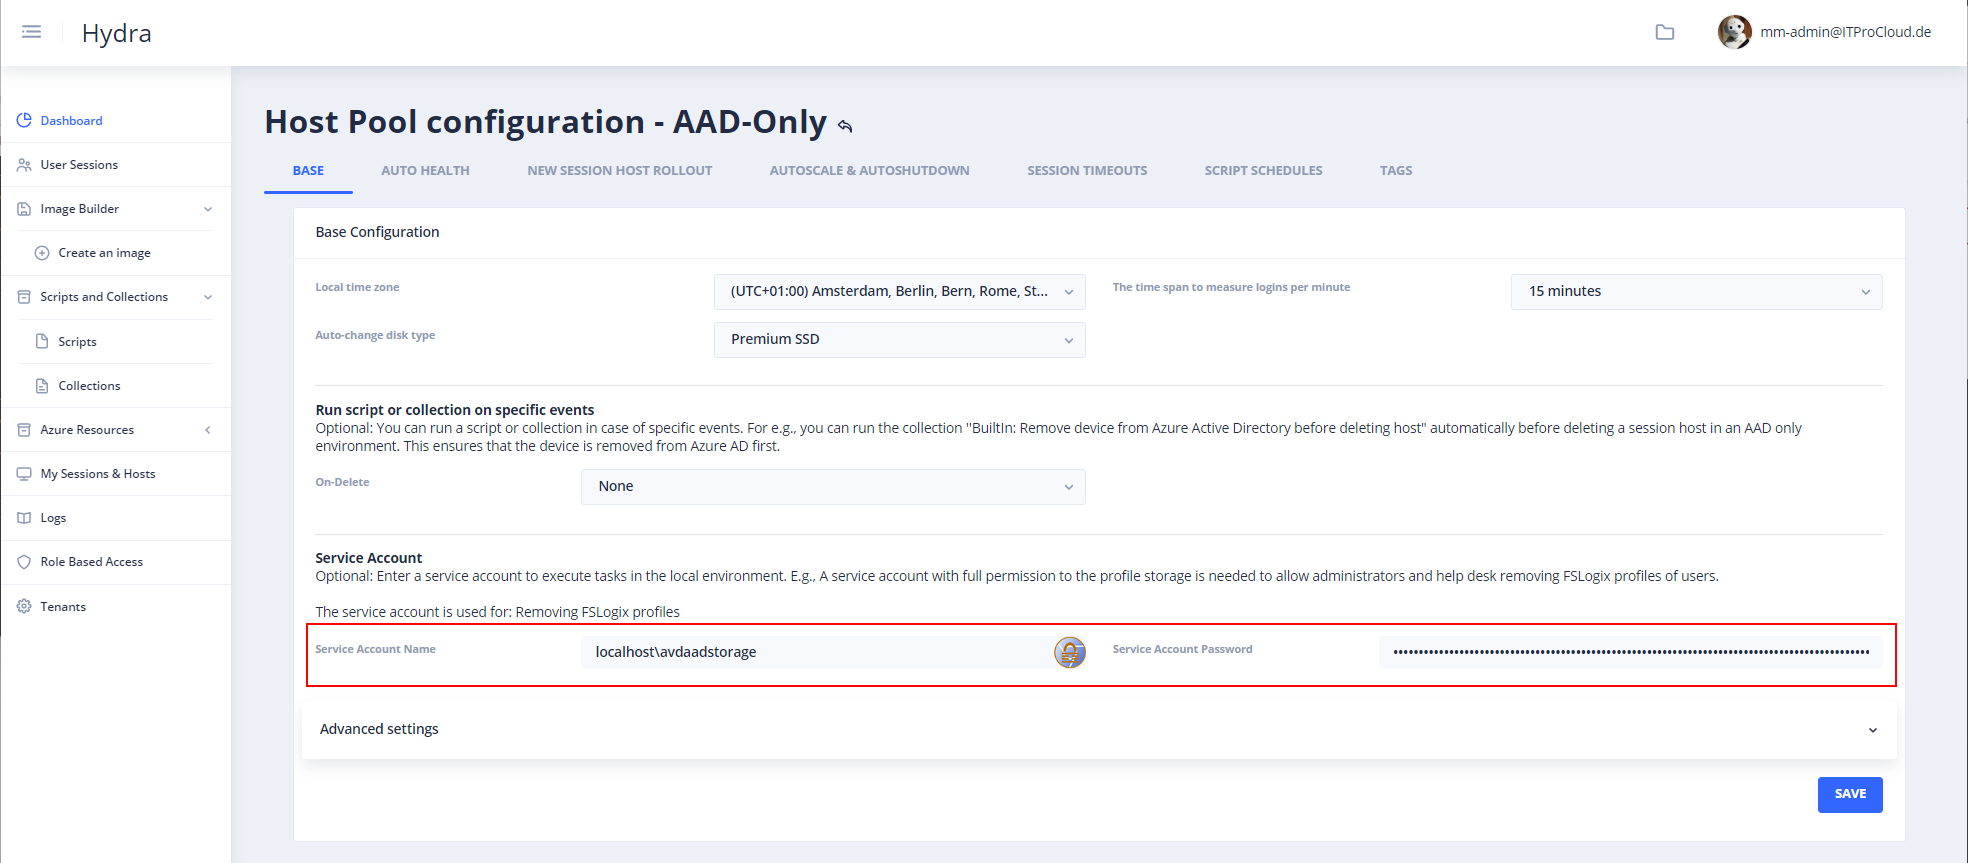 Hydra
mm-admin@ITProCloud.de
Dashboard
User Sessions
Image Builder
Create an image
Scripts and Collections
Scripts
Collections
Azure Resources
My Sessions & Hosts
Logs
Role Based Access
Tenants
Host Pool configuration - AAD-Only
BASE
AUTO HEALTH
NEW SESSION HOST ROLLOUT
AUTOSCALE & AUTOSHUTDOWN
SESSION TIMEOUTS
SCRIPT SCHEDULES
TAGS
Base Configuration
Local time zone
(UTC+01:00) Amsterdam, Berlin, Bern, Rome, St...
The time span to measure logins per minute
15 minutes
Auto-change disk type
Premium SSD
Run script or collection on specific events
Optional: You can run a script or collection in case of specific events. For e.g., you can run the collection "BuiltIn: Remove device from Azure Active Directory before deleting host" automatically before deleting a session host in an AAD only
environment. This ensures that the device is removed from Azure AD first.
On-Delete
None
Service Account
Optional: Enter a service account to execute tasks in the local environment. E.g., A service account with full permission to the profile storage is needed to allow administrators and help desk removing FSLogix profiles of users.
The service account is used for: Removing FSLogix profiles
Service Account Name
localhost\avdaadstorage
Service Account Password
Advanced settings
SAVE